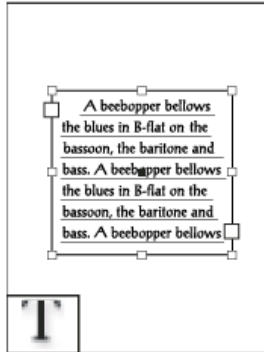 A beebopper bellows
the blues in B-flat on the
bassoon, the baritone and
bass. A beebopper bellows
the blues in B-flat on the
bassoon, the baritone and
bass. A beebopper bellows
T